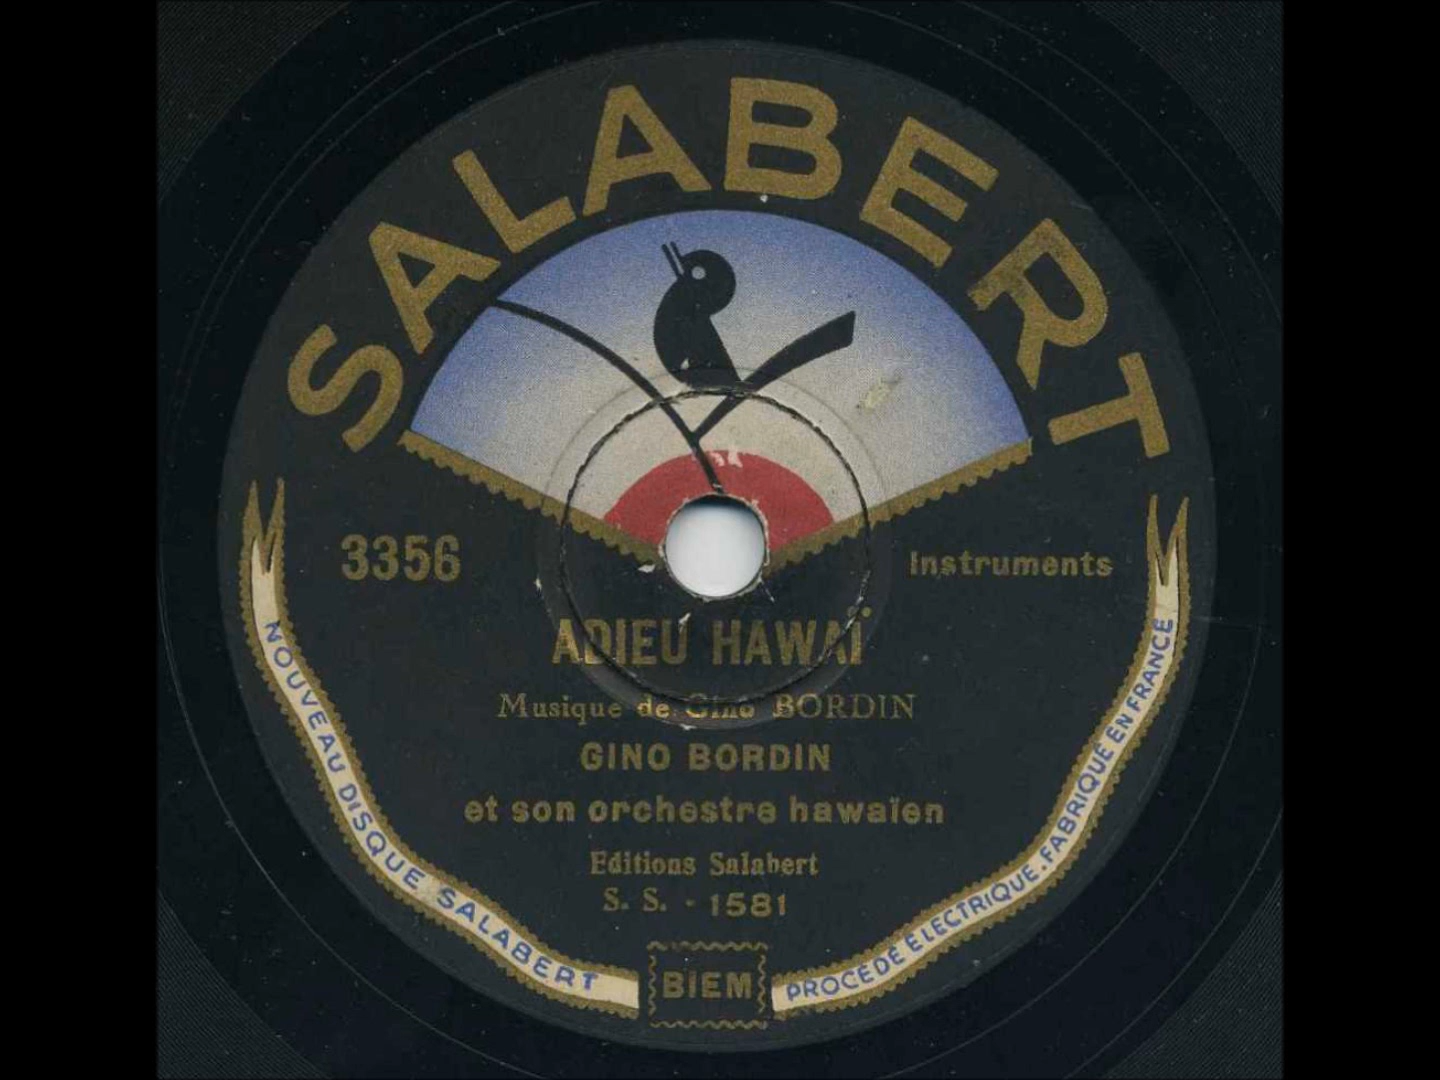 SALABERT
3356
Instruments
ADIEU HAWAÏ
Musique de Gino BORDIN
GINO BORDIN
et son orchestre hawaïen
Editions Salabert
S. S. - 1581
NOUVEAU DISQUE SALABERT
BIEM
PROCÉDÉ ÉLECTRIQUE. FABRIQUÉ EN FRANCE